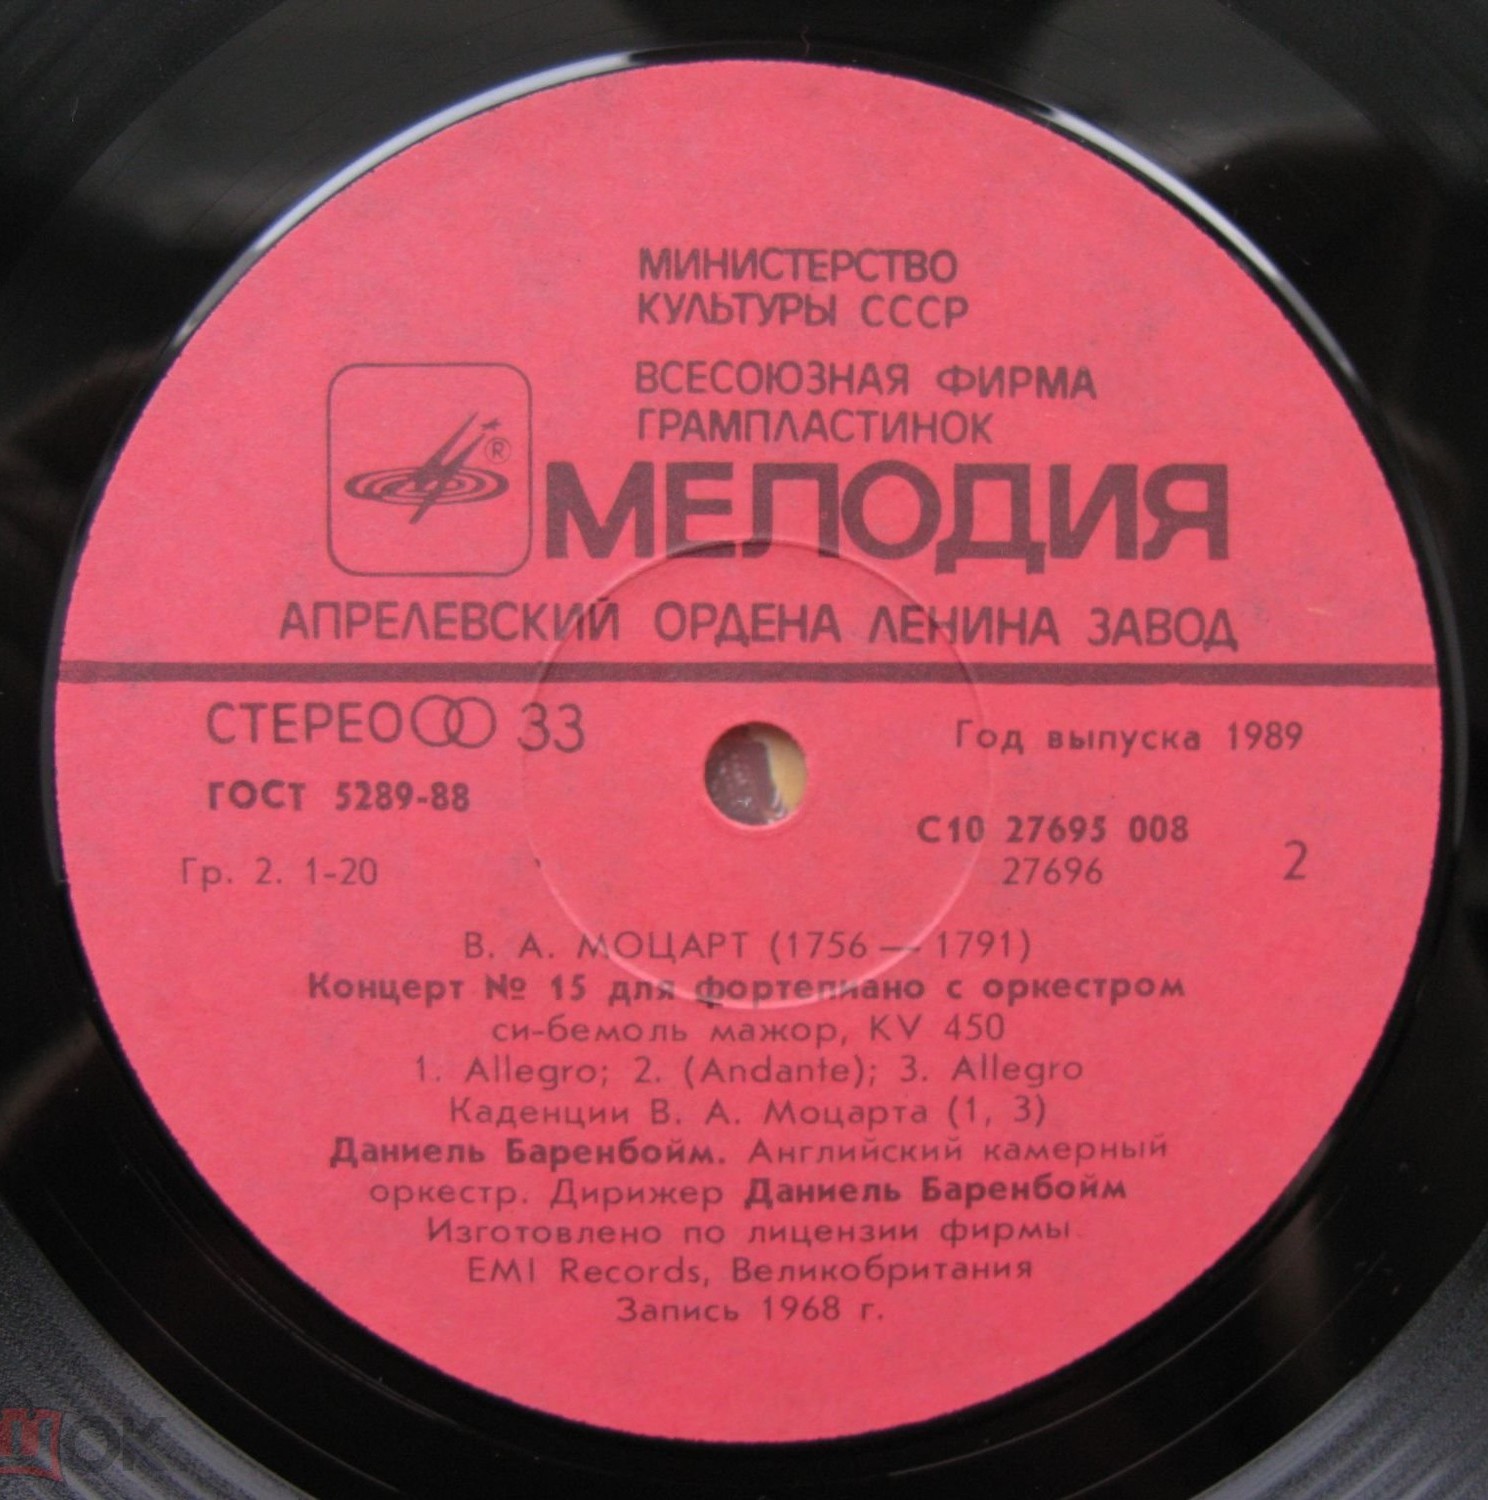 МИНИСТЕРСТВО
КУЛЬТУРЫ СССР
ВСЕСОЮЗНАЯ ФИРМА
ГРАМПЛАСТИНОК
®
МЕЛОДИЯ
АПРЕЛЕВСКИЙ ОРДЕНА ЛЕНИНА ЗАВОД
СТЕРЕО 33
Год выпуска 1989
ГОСТ 5289-88
С10 27695 008
Гр. 2. 1-20
27696
2
В. А. МОЦАРТ (1756 — 1791)
Концерт № 15 для фортепиано с оркестром
си-бемоль мажор, KV 450
1. Allegro; 2. (Andante); 3. Allegro
Каденции В. А. Моцарта (1, 3)
Даниель Баренбойм. Английский камерный
оркестр. Дирижер Даниель Баренбойм
Изготовлено по лицензии фирмы
EMI Records, Великобритания
Запись 1968 г.
мОк